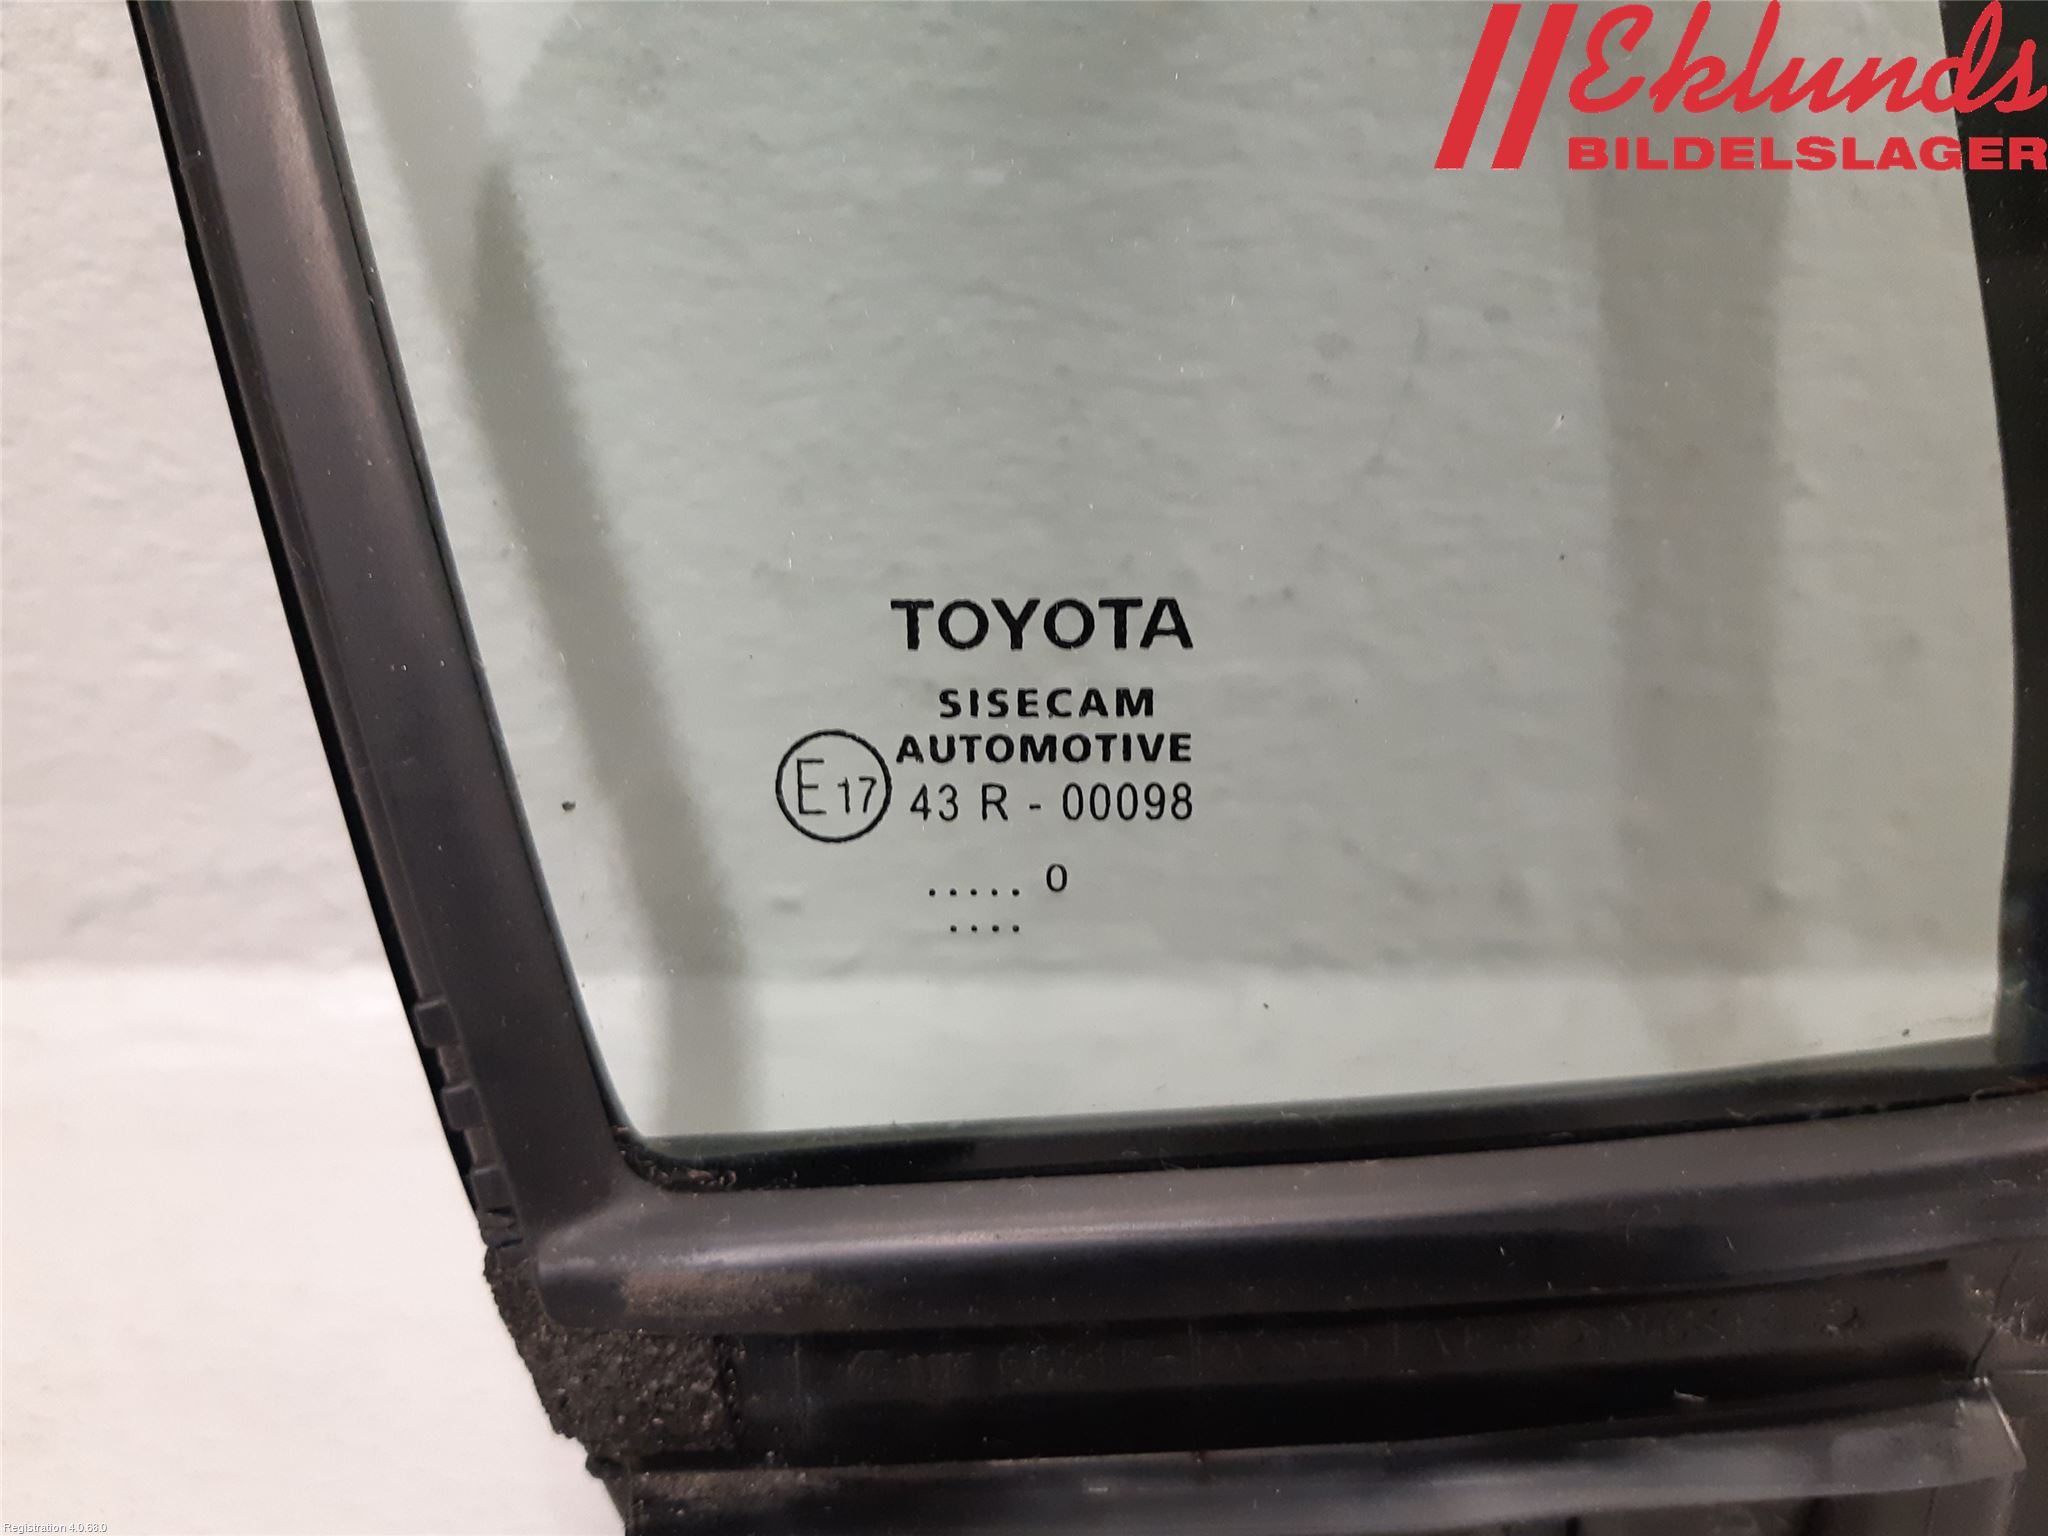 Eklunds
BILDELSLAGER
TOYOTA
SISECAM
AUTOMOTIVE
E17 43 R - 00098
..... 0
....
Registration 4.0.68.0